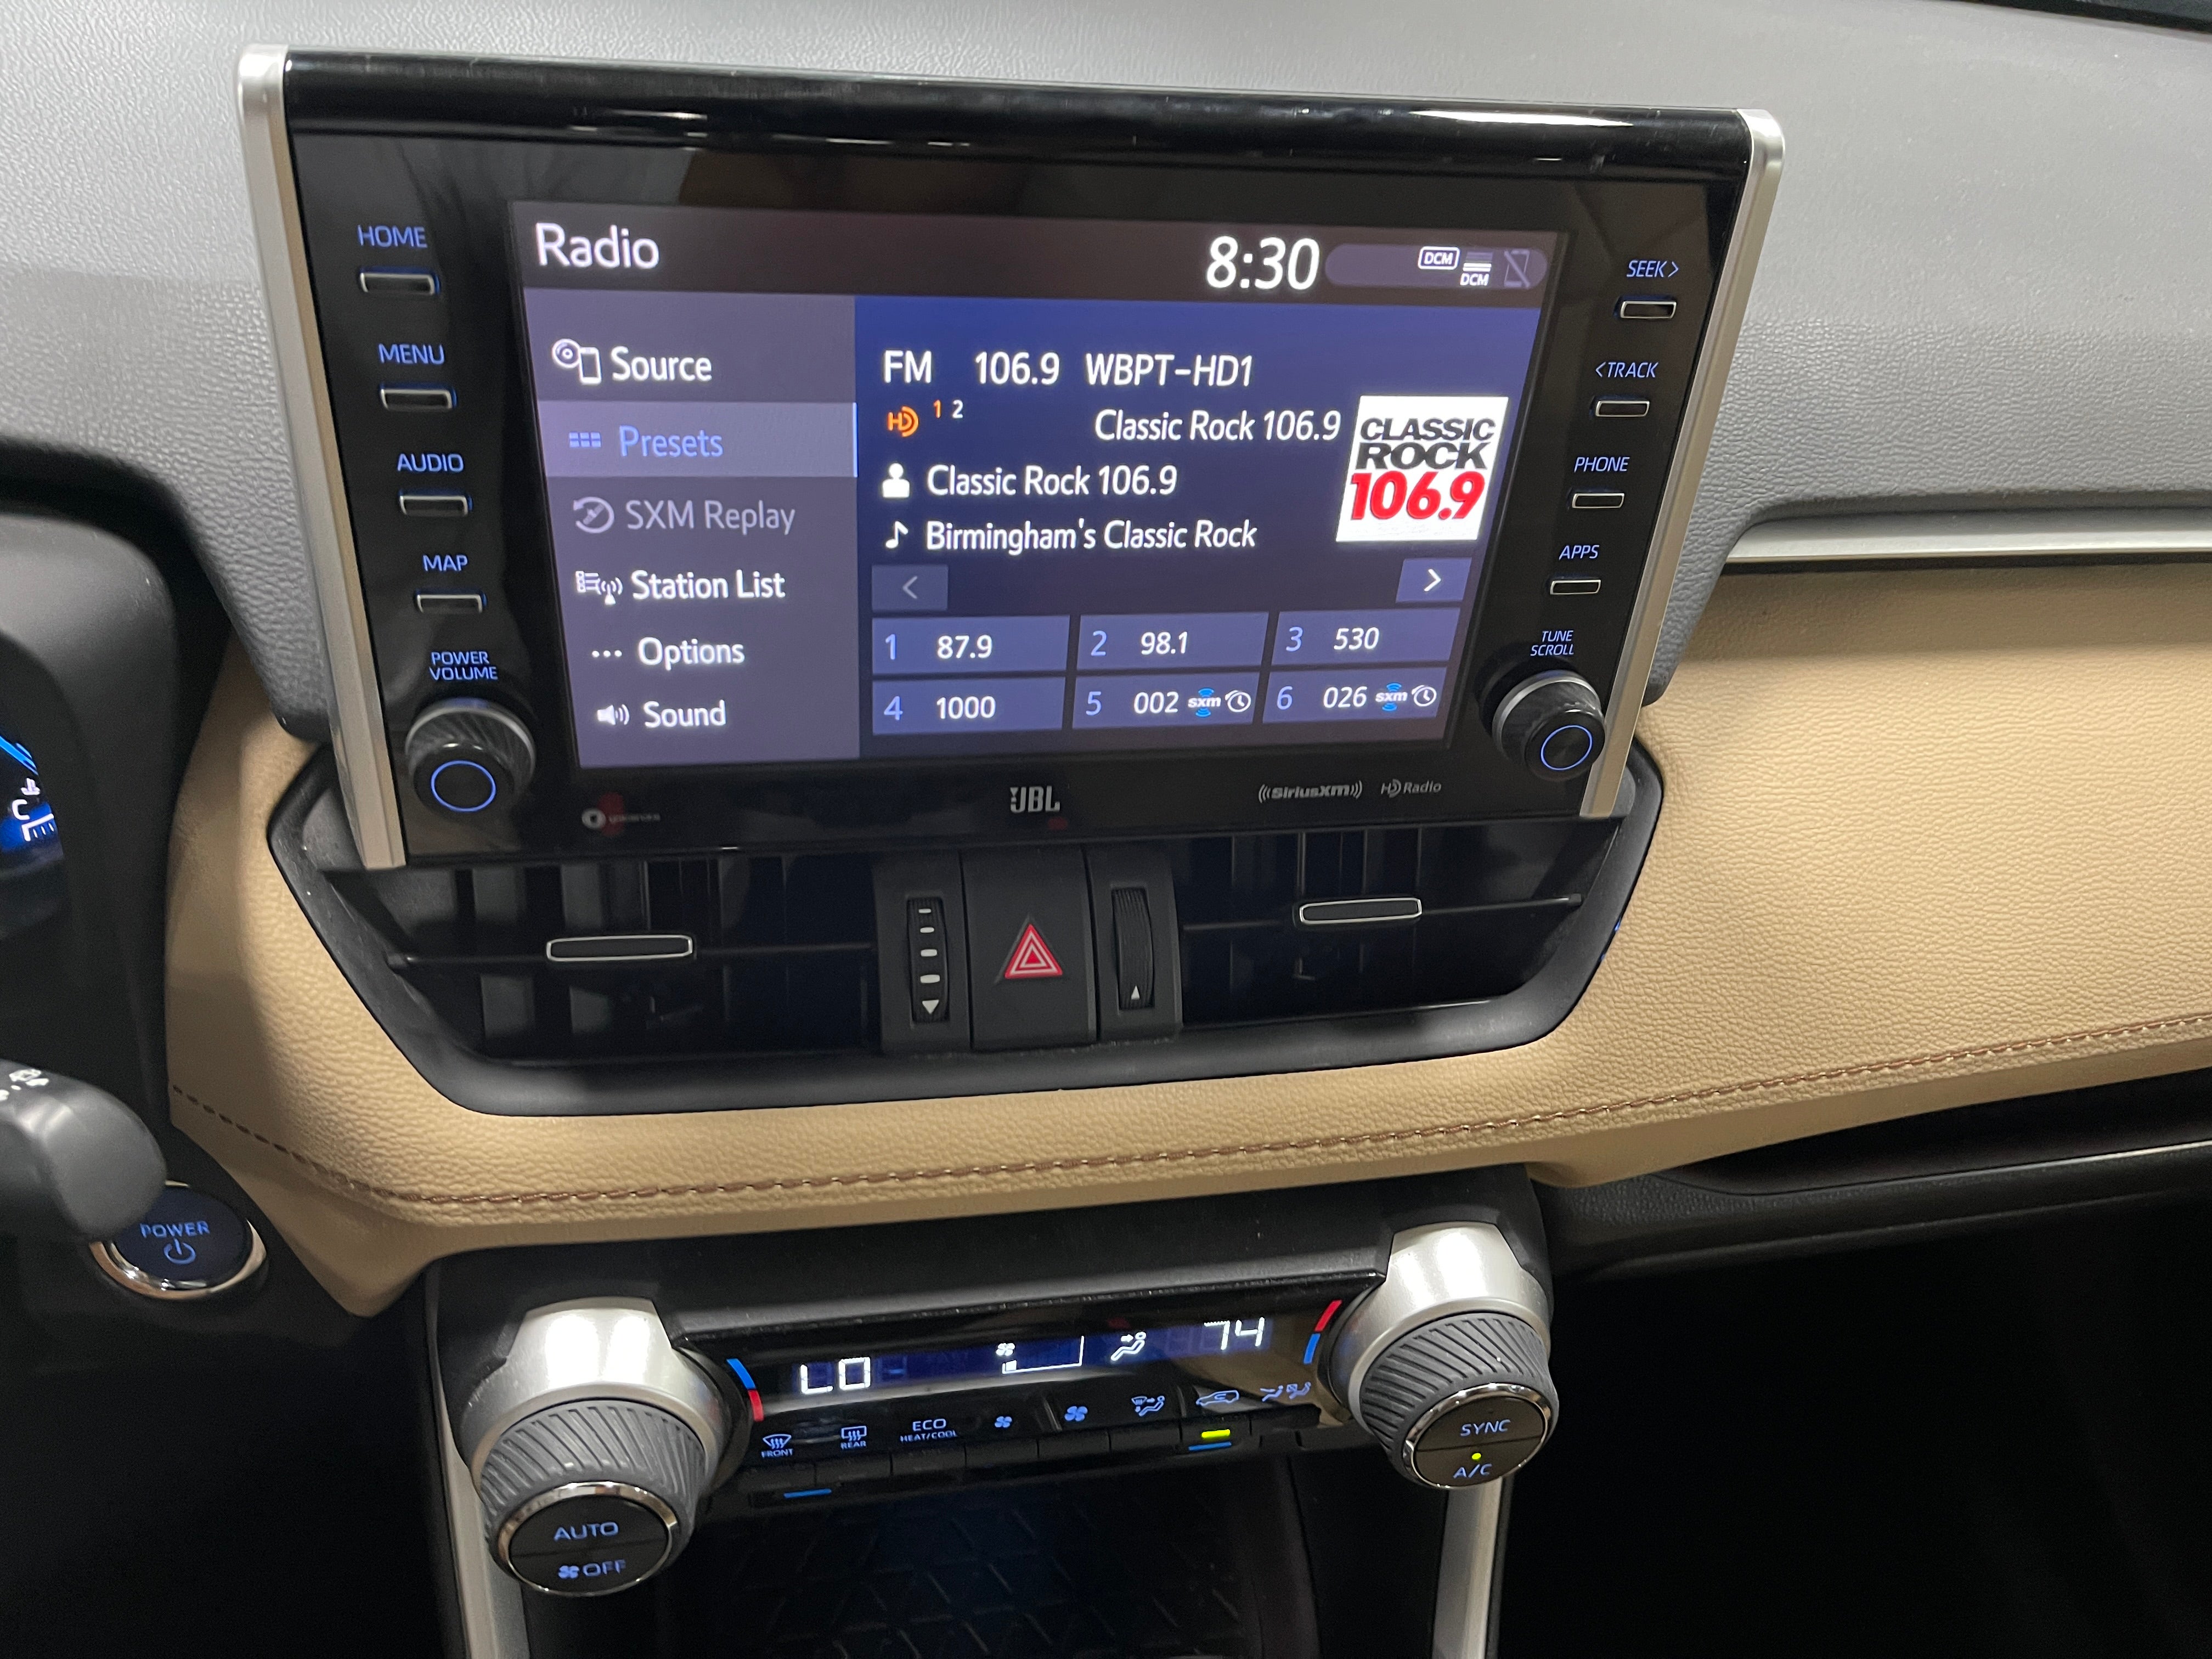 HOME
MENU
AUDIO
MAP
POWER
VOLUME
Radio
8:30
DCM
DCM
Source
Presets
SXM Replay
Station List
Options
Sound
FM 106.9 WBPT-HD1
HD 1 2
Classic Rock 106.9
Classic Rock 106.9
Birmingham's Classic Rock
CLASSIC
ROCK
106.9
1 87.9
2 98.1
3 530
4 1000
5 002 sxm
6 026 sxm
SEEK>
<TRACK
PHONE
APPS
TUNE
SCROLL
JBL
((SiriusXM))
HD Radio
C
POWER
LO
74
FRONT
REAR
ECO
HEAT/COOL
AUTO
OFF
SYNC
A/C